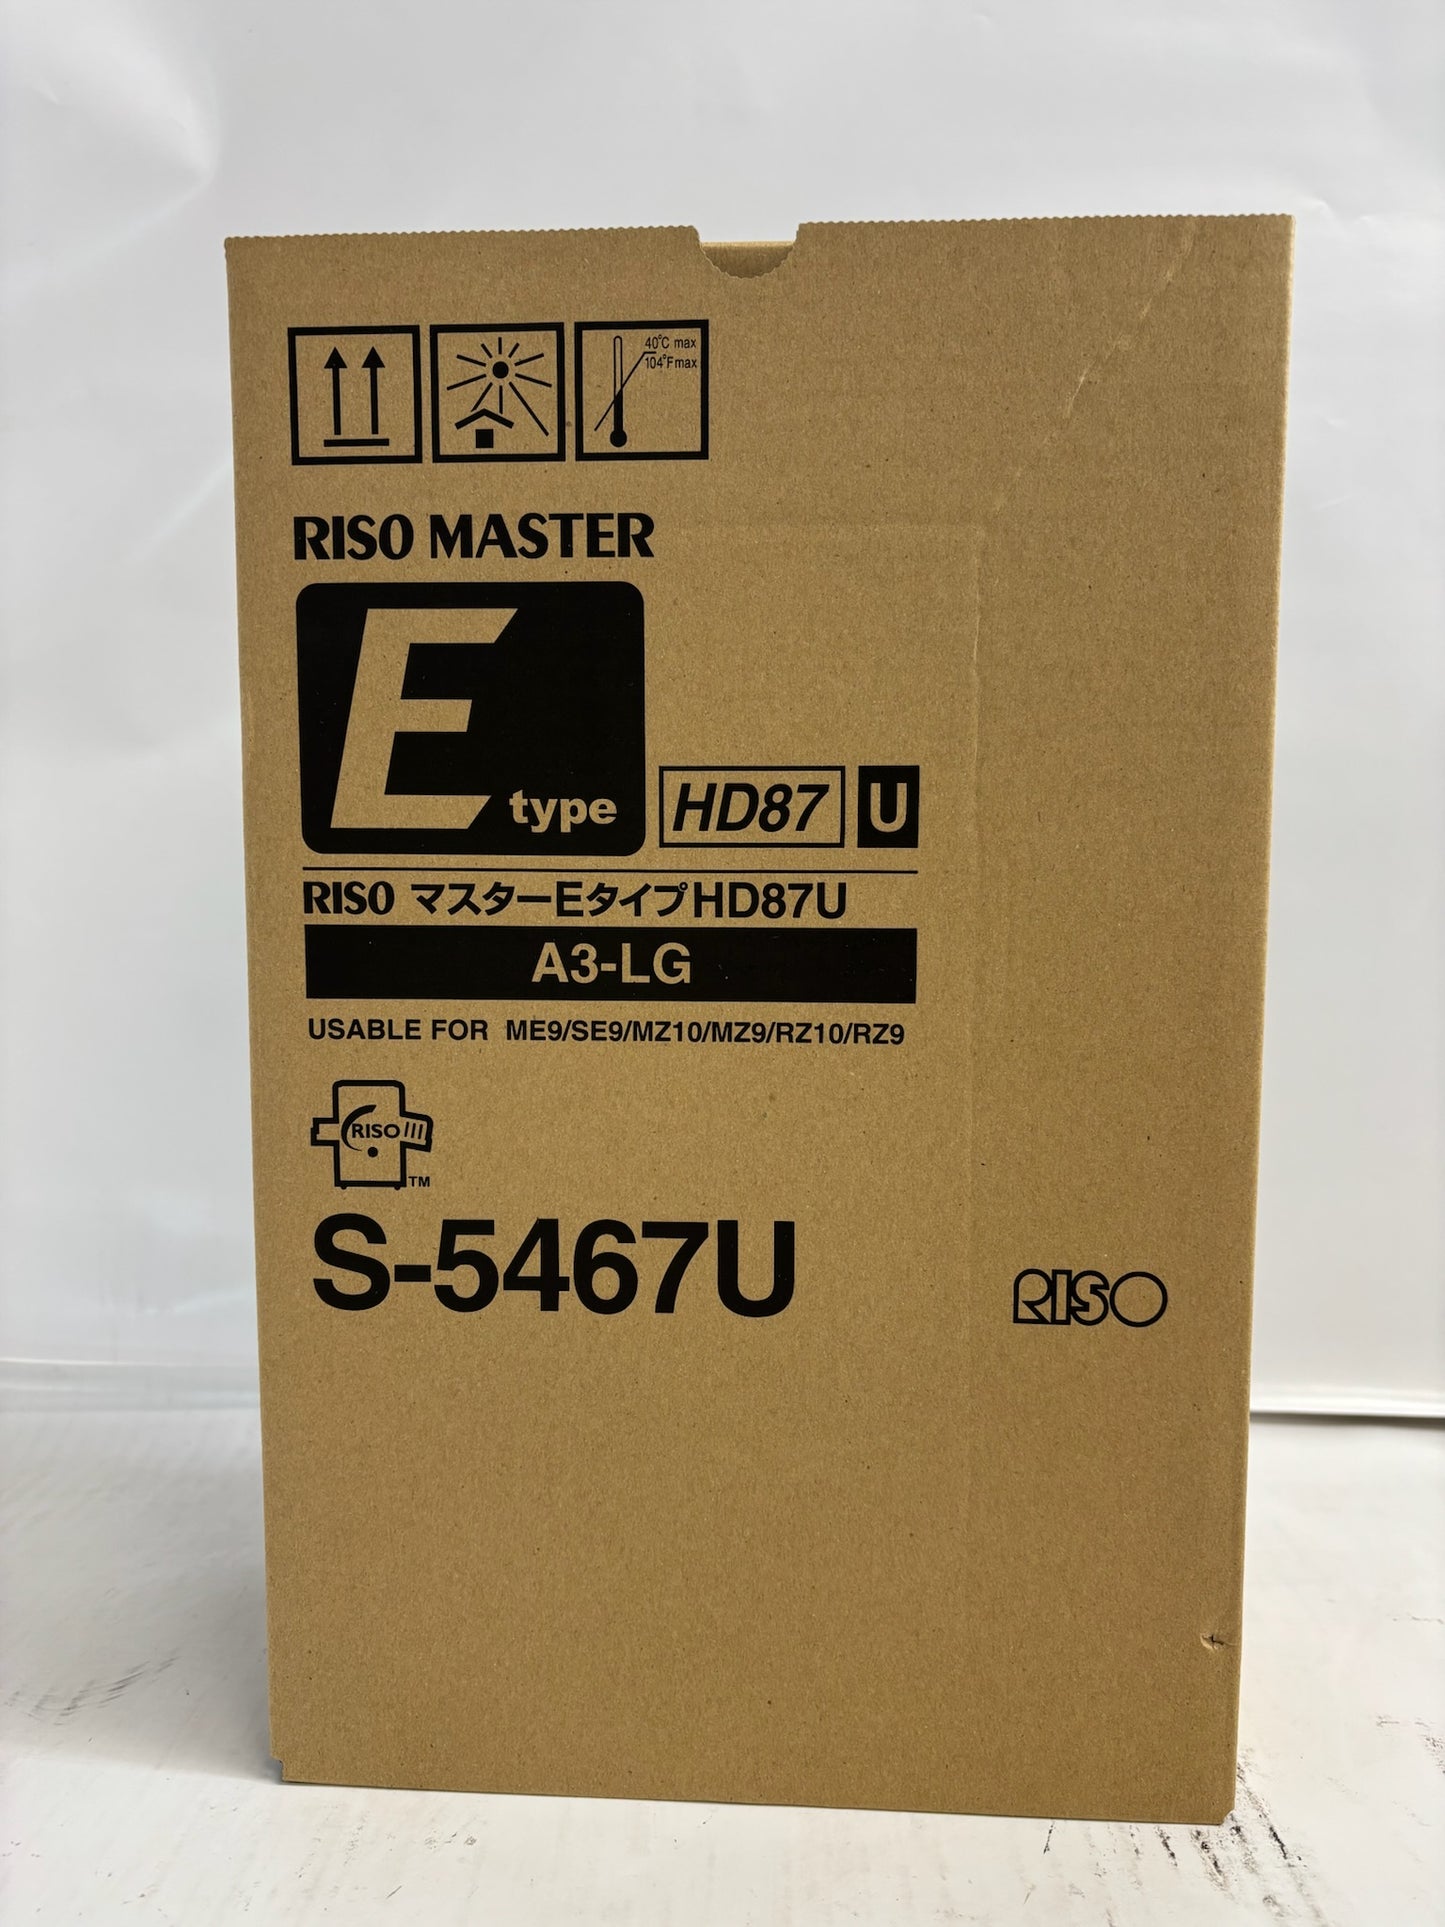 40°C max
104°F max
RISO MASTER
E type HD87 U
RISO マスターEタイプHD87U
A3-LG
USABLE FOR ME9/SE9/MZ10/MZ9/RZ10/RZ9
RISO
TM
S-5467U
RISO